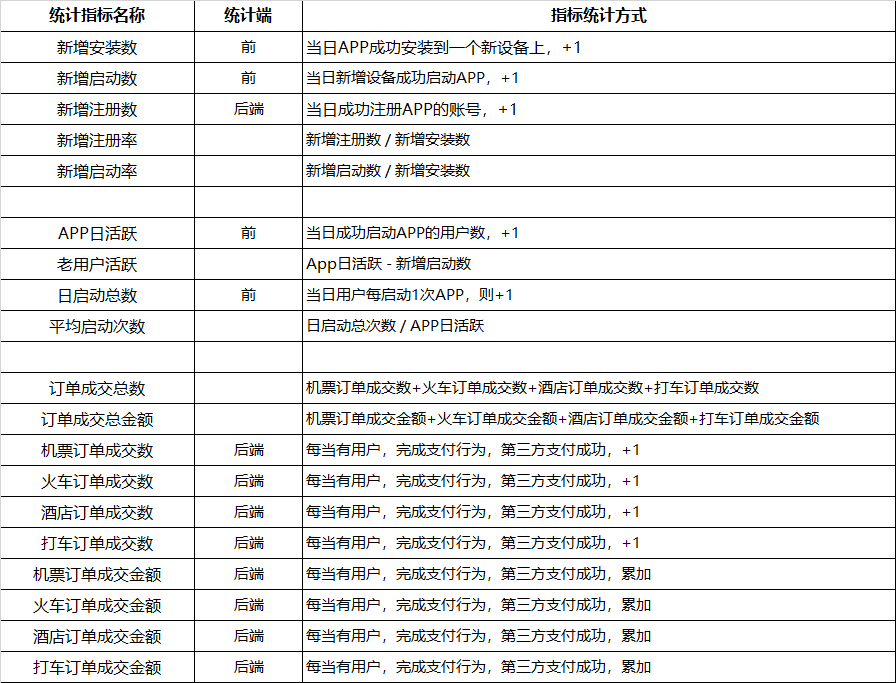 统计指标名称 统计端 指标统计方式
新增安装数 前 当日APP成功安装到一个新设备上，+1
新增启动数 前 当日新增设备成功启动APP，+1
新增注册数 后端 当日成功注册APP的账号，+1
新增注册率 新增注册数 / 新增安装数
新增启动率 新增启动数 / 新增安装数
APP日活跃 前 当日成功启动APP的用户数，+1
老用户活跃 App日活跃 - 新增启动数
日启动总数 前 当日用户每启动1次APP，则+1
平均启动次数 日启动总次数 / APP日活跃
订单成交总数 机票订单成交数+火车订单成交数+酒店订单成交数+打车订单成交数
订单成交总金额 机票订单成交金额+火车订单成交金额+酒店订单成交金额+打车订单成交金额
机票订单成交数 后端 每当有用户，完成支付行为，第三方支付成功，+1
火车订单成交数 后端 每当有用户，完成支付行为，第三方支付成功，+1
酒店订单成交数 后端 每当有用户，完成支付行为，第三方支付成功，+1
打车订单成交数 后端 每当有用户，完成支付行为，第三方支付成功，+1
机票订单成交金额 后端 每当有用户，完成支付行为，第三方支付成功，累加
火车订单成交金额 后端 每当有用户，完成支付行为，第三方支付成功，累加
酒店订单成交金额 后端 每当有用户，完成支付行为，第三方支付成功，累加
打车订单成交金额 后端 每当有用户，完成支付行为，第三方支付成功，累加